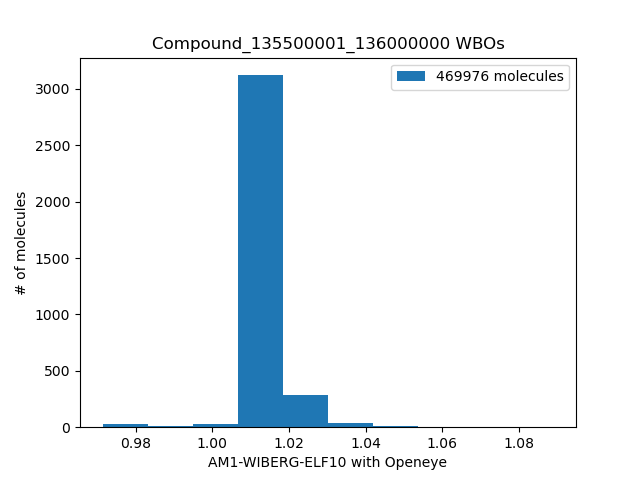 Compound_135500001_136000000 WBOs
469976 molecules
# of molecules
3000
2500
2000
1500
1000
500
0
0.98 1.00 1.02 1.04 1.06 1.08
AM1-WIBERG-ELF10 with Openeye